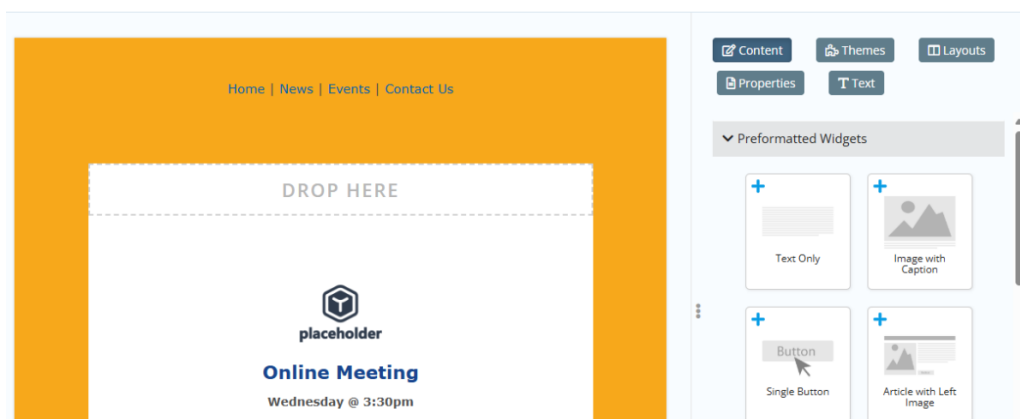 Home | News | Events | Contact Us
DROP HERE
placeholder
Online Meeting
Wednesday @ 3:30pm
Content
Themes
Layouts
Properties
Text
Preformatted Widgets
Text Only
Image with
Caption
Button
Single Button
Article with Left
Image